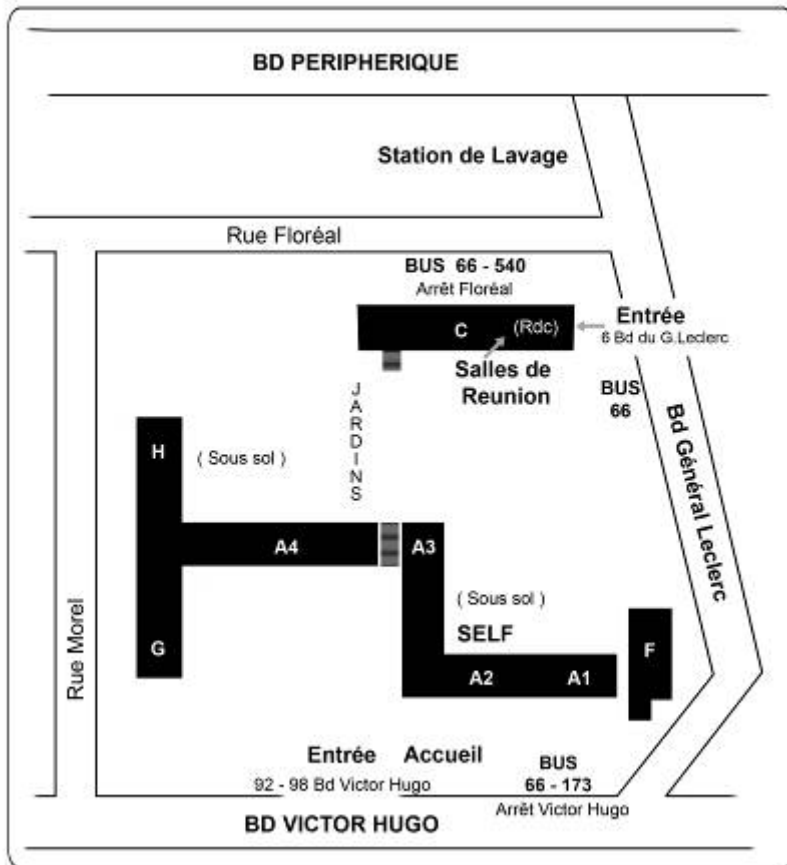 BD PERIPHERIQUE
Station de Lavage
Rue Floréal
BUS 66 - 540
Arrêt Floréal
C
(Rdc)
Entrée
6 Bd du G.Leclerc
Salles de
Reunion
BUS
66
JARDINS
Bd Général Leclerc
H
( Sous sol )
A4
A3
( Sous sol )
SELF
Rue Morel
G
F
A2
A1
Entrée Accueil
92 - 98 Bd Victor Hugo
BUS
66 - 173
Arrêt Victor Hugo
BD VICTOR HUGO